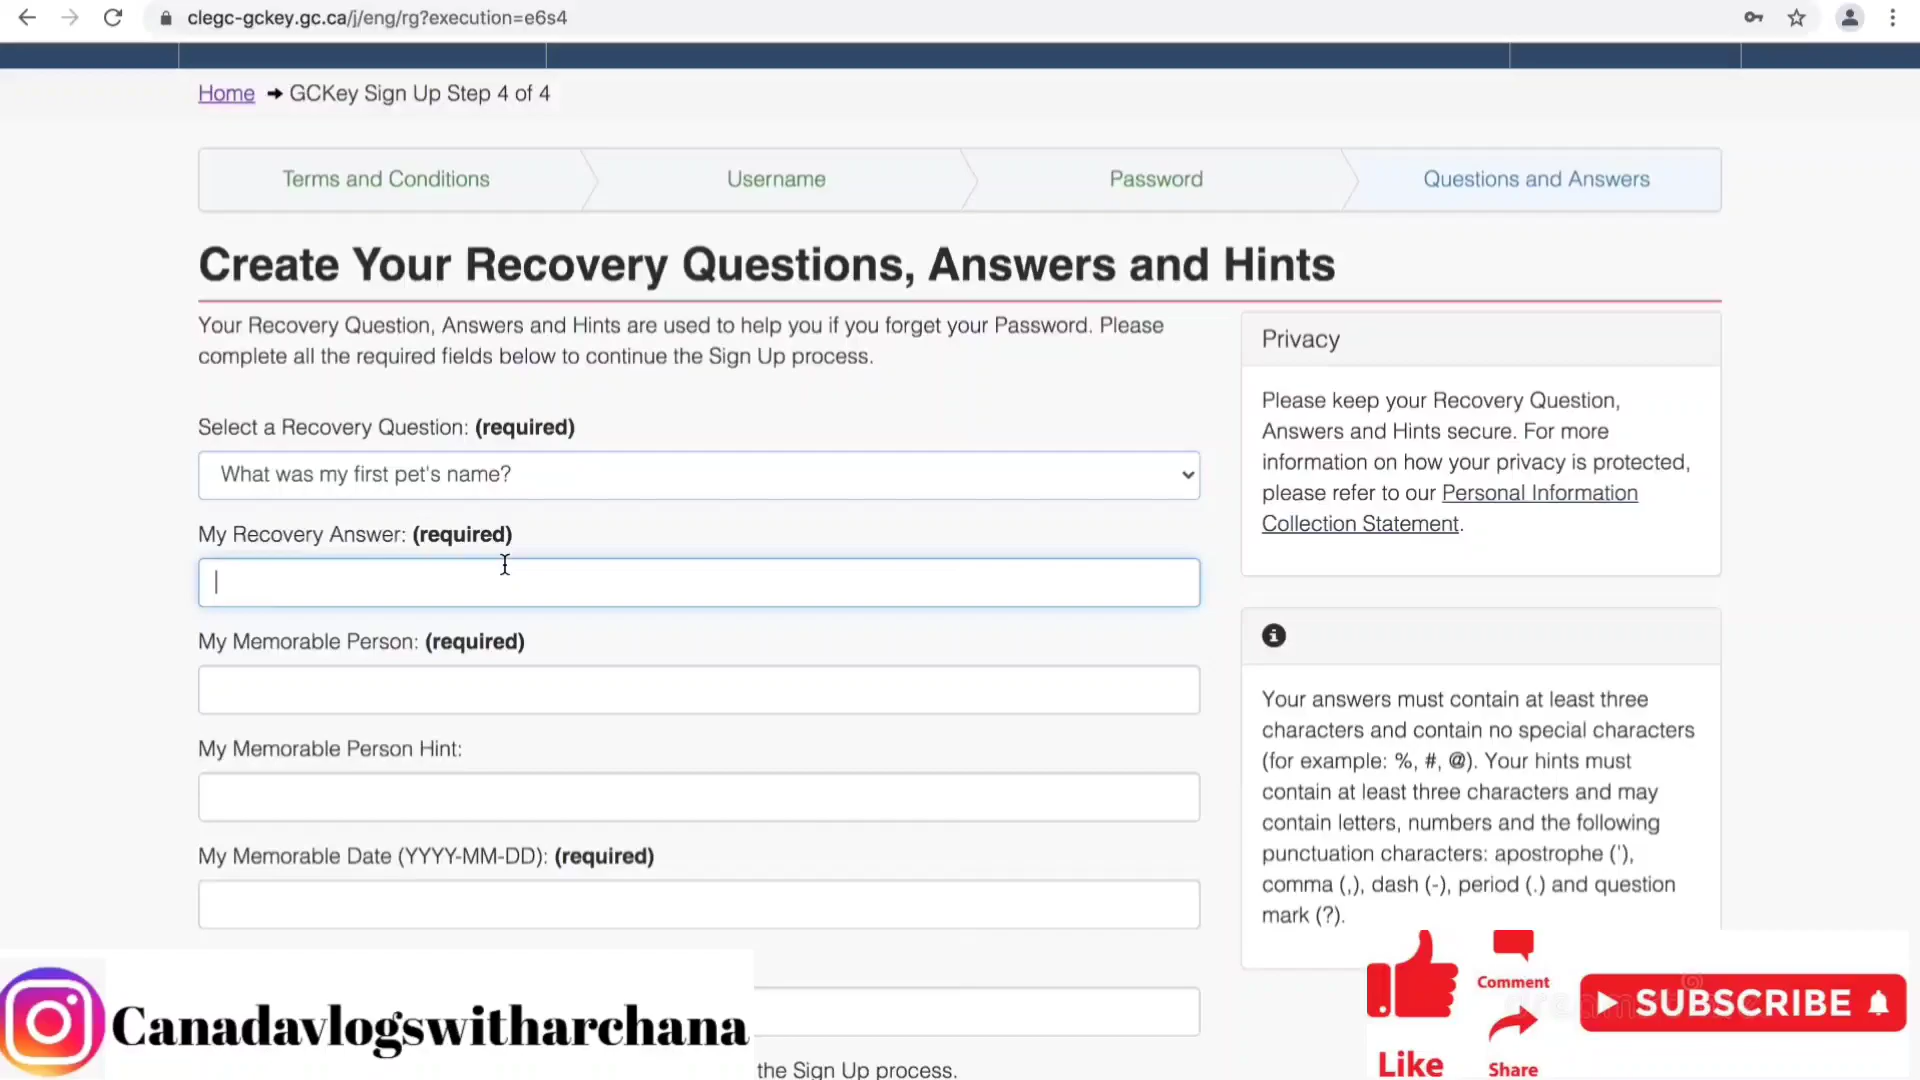 clegc-gckey.gc.ca/j/eng/rg?execution=e6s4
Home → GCKey Sign Up Step 4 of 4
Terms and Conditions
Username
Password
Questions and Answers
Create Your Recovery Questions, Answers and Hints
Your Recovery Question, Answers and Hints are used to help you if you forget your Password. Please
complete all the required fields below to continue the Sign Up process.
Select a Recovery Question: (required)
What was my first pet's name?
My Recovery Answer: (required)
My Memorable Person: (required)
My Memorable Person Hint:
My Memorable Date (YYYY-MM-DD): (required)
the Sign Up process.
Privacy
Please keep your Recovery Question,
Answers and Hints secure. For more
information on how your privacy is protected,
please refer to our Personal Information
Collection Statement.
Your answers must contain at least three
characters and contain no special characters
(for example: %, #, @). Your hints must
contain at least three characters and may
contain letters, numbers and the following
punctuation characters: apostrophe ('),
comma (,), dash (-), period (.) and question
mark (?).
Canadavlogswitharchana
Like
Comment
Share
SUBSCRIBE